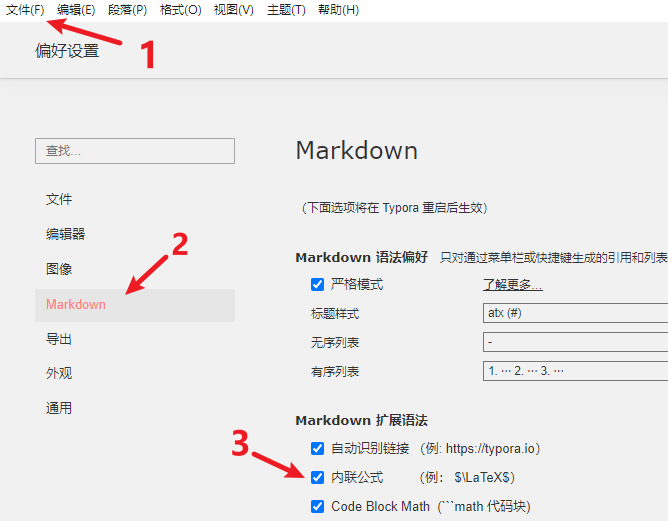 文件(F) 编辑(E) 段落(P) 格式(O) 视图(V) 主题(T) 帮助(H)
1
偏好设置
查找...
Markdown
文件
(下面选项将在 Typora 重启后生效)
编辑器
2
图像
Markdown 语法偏好 只对通过菜单栏或快捷键生成的引用和列表
严格模式 了解更多...
Markdown
标题样式 atx (#)
导出
无序列表 -
外观
有序列表 1. ··· 2. ··· 3. ···
通用
Markdown 扩展语法
3
自动识别链接 (例: https://typora.io)
内联公式 (例: $\LaTeX$)
Code Block Math (```math 代码块)